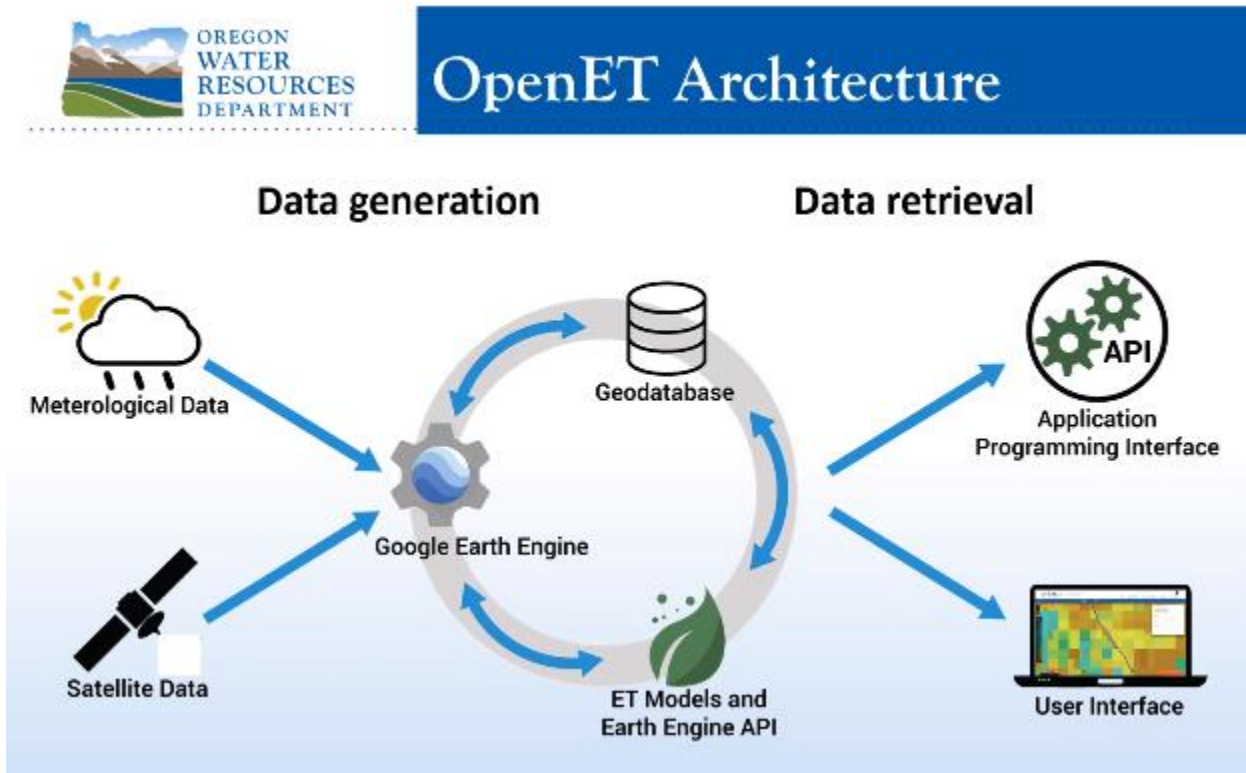 OREGON
WATER
RESOURCES
DEPARTMENT
OpenET Architecture
Data generation
Data retrieval
Meterological Data
Satellite Data
Google Earth Engine
Geodatabase
ET Models and
Earth Engine API
API
Application
Programming Interface
User Interface